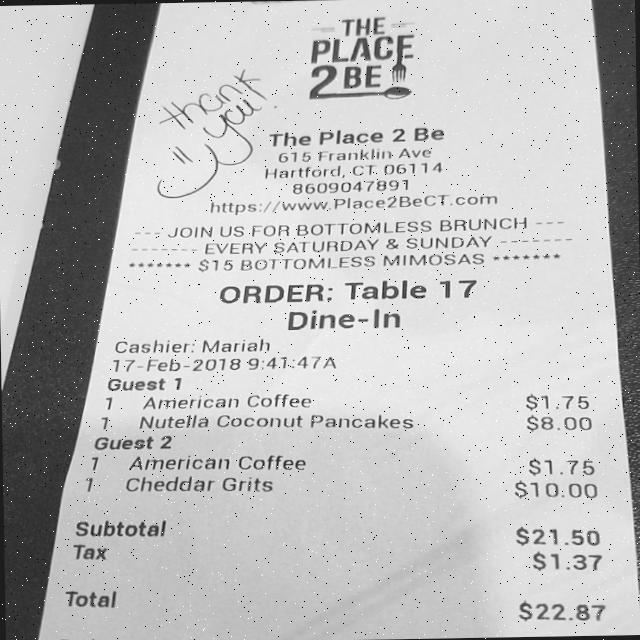 THE
PLACE
2 BE
thank
you!
The Place 2 Be
615 Franklin Ave
Hartford, CT 06114
8609047891
https://www.Place2BeCT.com
--- JOIN US FOR BOTTOMLESS BRUNCH ---
------- EVERY SATURDAY & SUNDAY -------
******* $15 BOTTOMLESS MIMOSAS *******
ORDER: Table 17
Dine-In
Cashier: Mariah
17-Feb-2018 9:41:47A
Guest 1
1 American Coffee $1.75
1 Nutella Coconut Pancakes $8.00
Guest 2
1 American Coffee $1.75
1 Cheddar Grits $10.00
Subtotal $21.50
Tax $1.37
Total $22.87